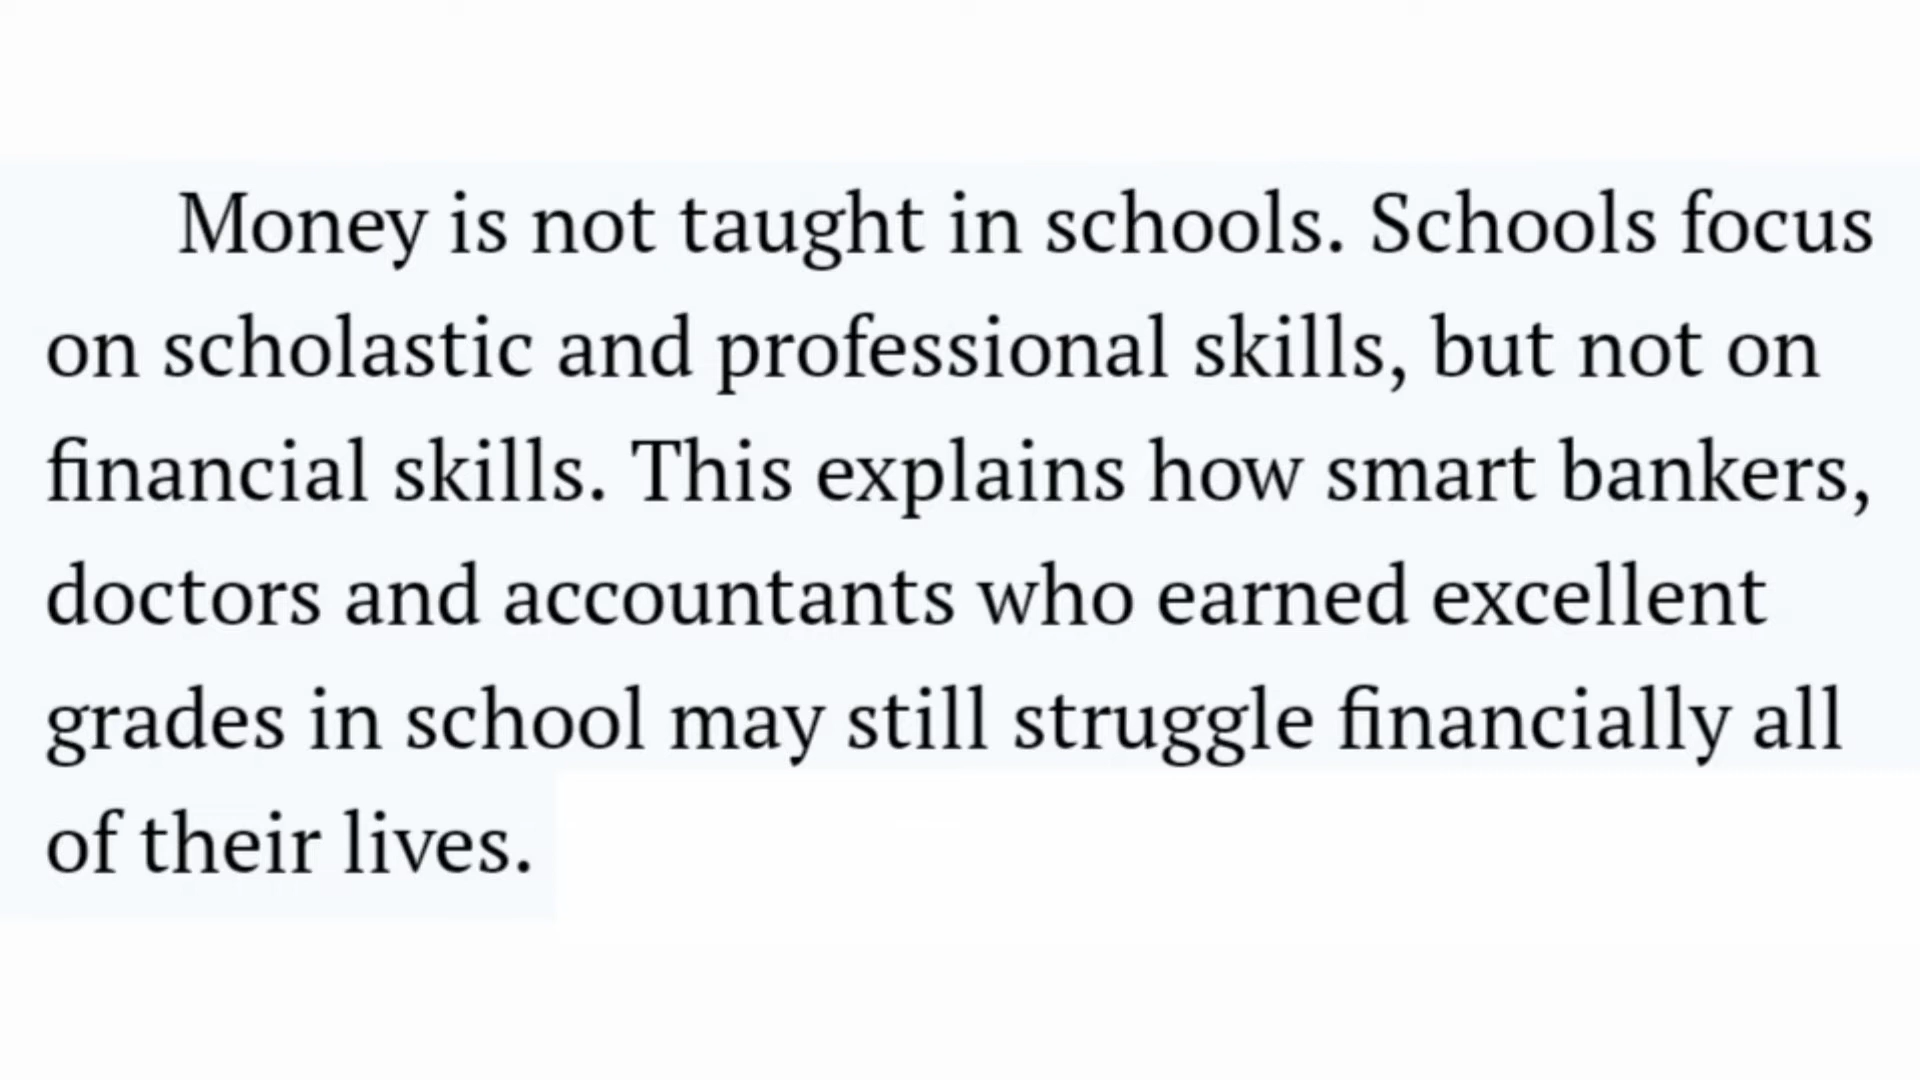 Money is not taught in schools. Schools focus
on scholastic and professional skills, but not on
financial skills. This explains how smart bankers,
doctors and accountants who earned excellent
grades in school may still struggle financially all
of their lives.